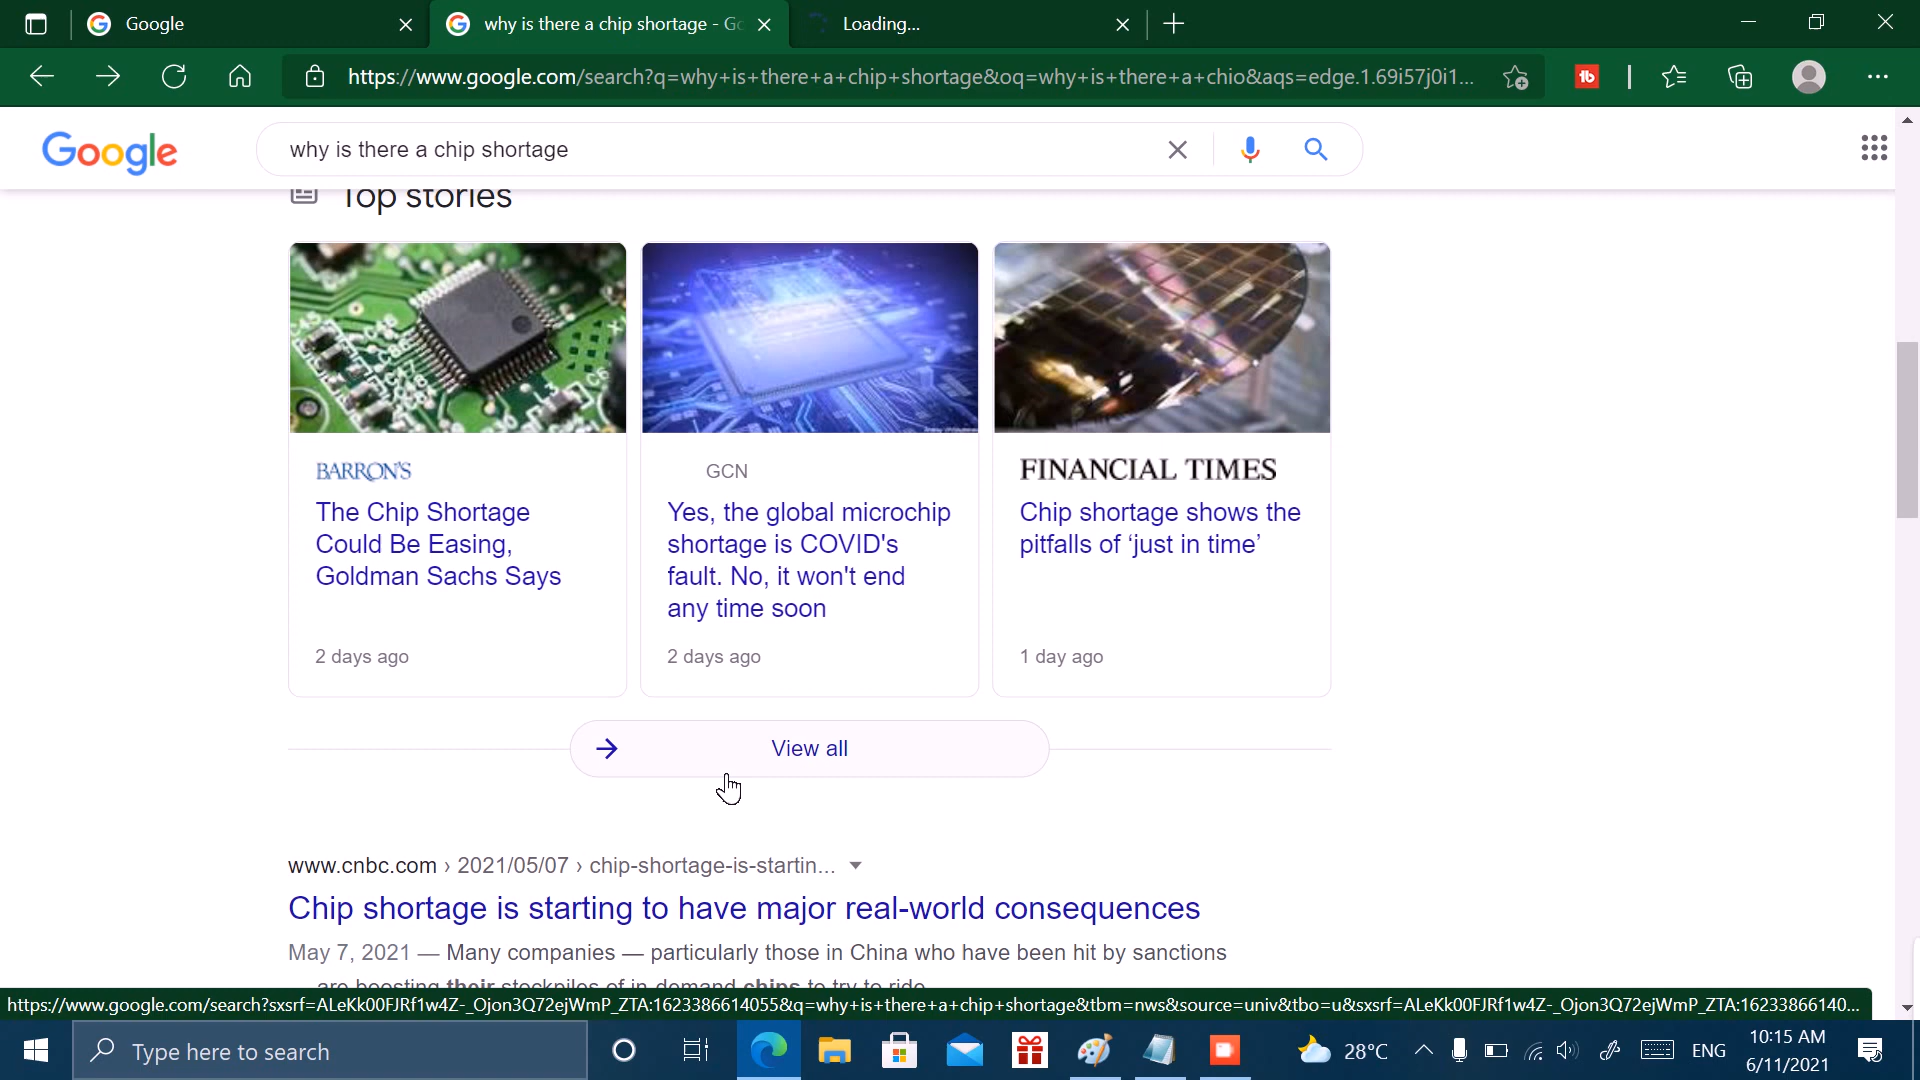 Google
why is there a chip shortage - Go
Loading...
https://www.google.com/search?q=why+is+there+a+chip+shortage&oq=why+is+there+a+chio&aqs=edge.1.69i57j0i1...
Google
why is there a chip shortage
Top stories
BARRON'S
The Chip Shortage
Could Be Easing,
Goldman Sachs Says
2 days ago
GCN
Yes, the global microchip
shortage is COVID's
fault. No, it won't end
any time soon
2 days ago
FINANCIAL TIMES
Chip shortage shows the
pitfalls of ‘just in time’
1 day ago
View all
www.cnbc.com › 2021/05/07 › chip-shortage-is-startin...
Chip shortage is starting to have major real-world consequences
May 7, 2021 — Many companies — particularly those in China who have been hit by sanctions
are boosting their stockpiles of in-demand chips to try to ride
https://www.google.com/search?sxsrf=ALeKk00FJRf1w4Z-_Ojon3Q72ejWmP_ZTA:1623386614055&q=why+is+there+a+chip+shortage&tbm=nws&source=univ&tbo=u&sxsrf=ALeKk00FJRf1w4Z-_Ojon3Q72ejWmP_ZTA:16233866140...
Type here to search
28°C
ENG
10:15 AM
6/11/2021